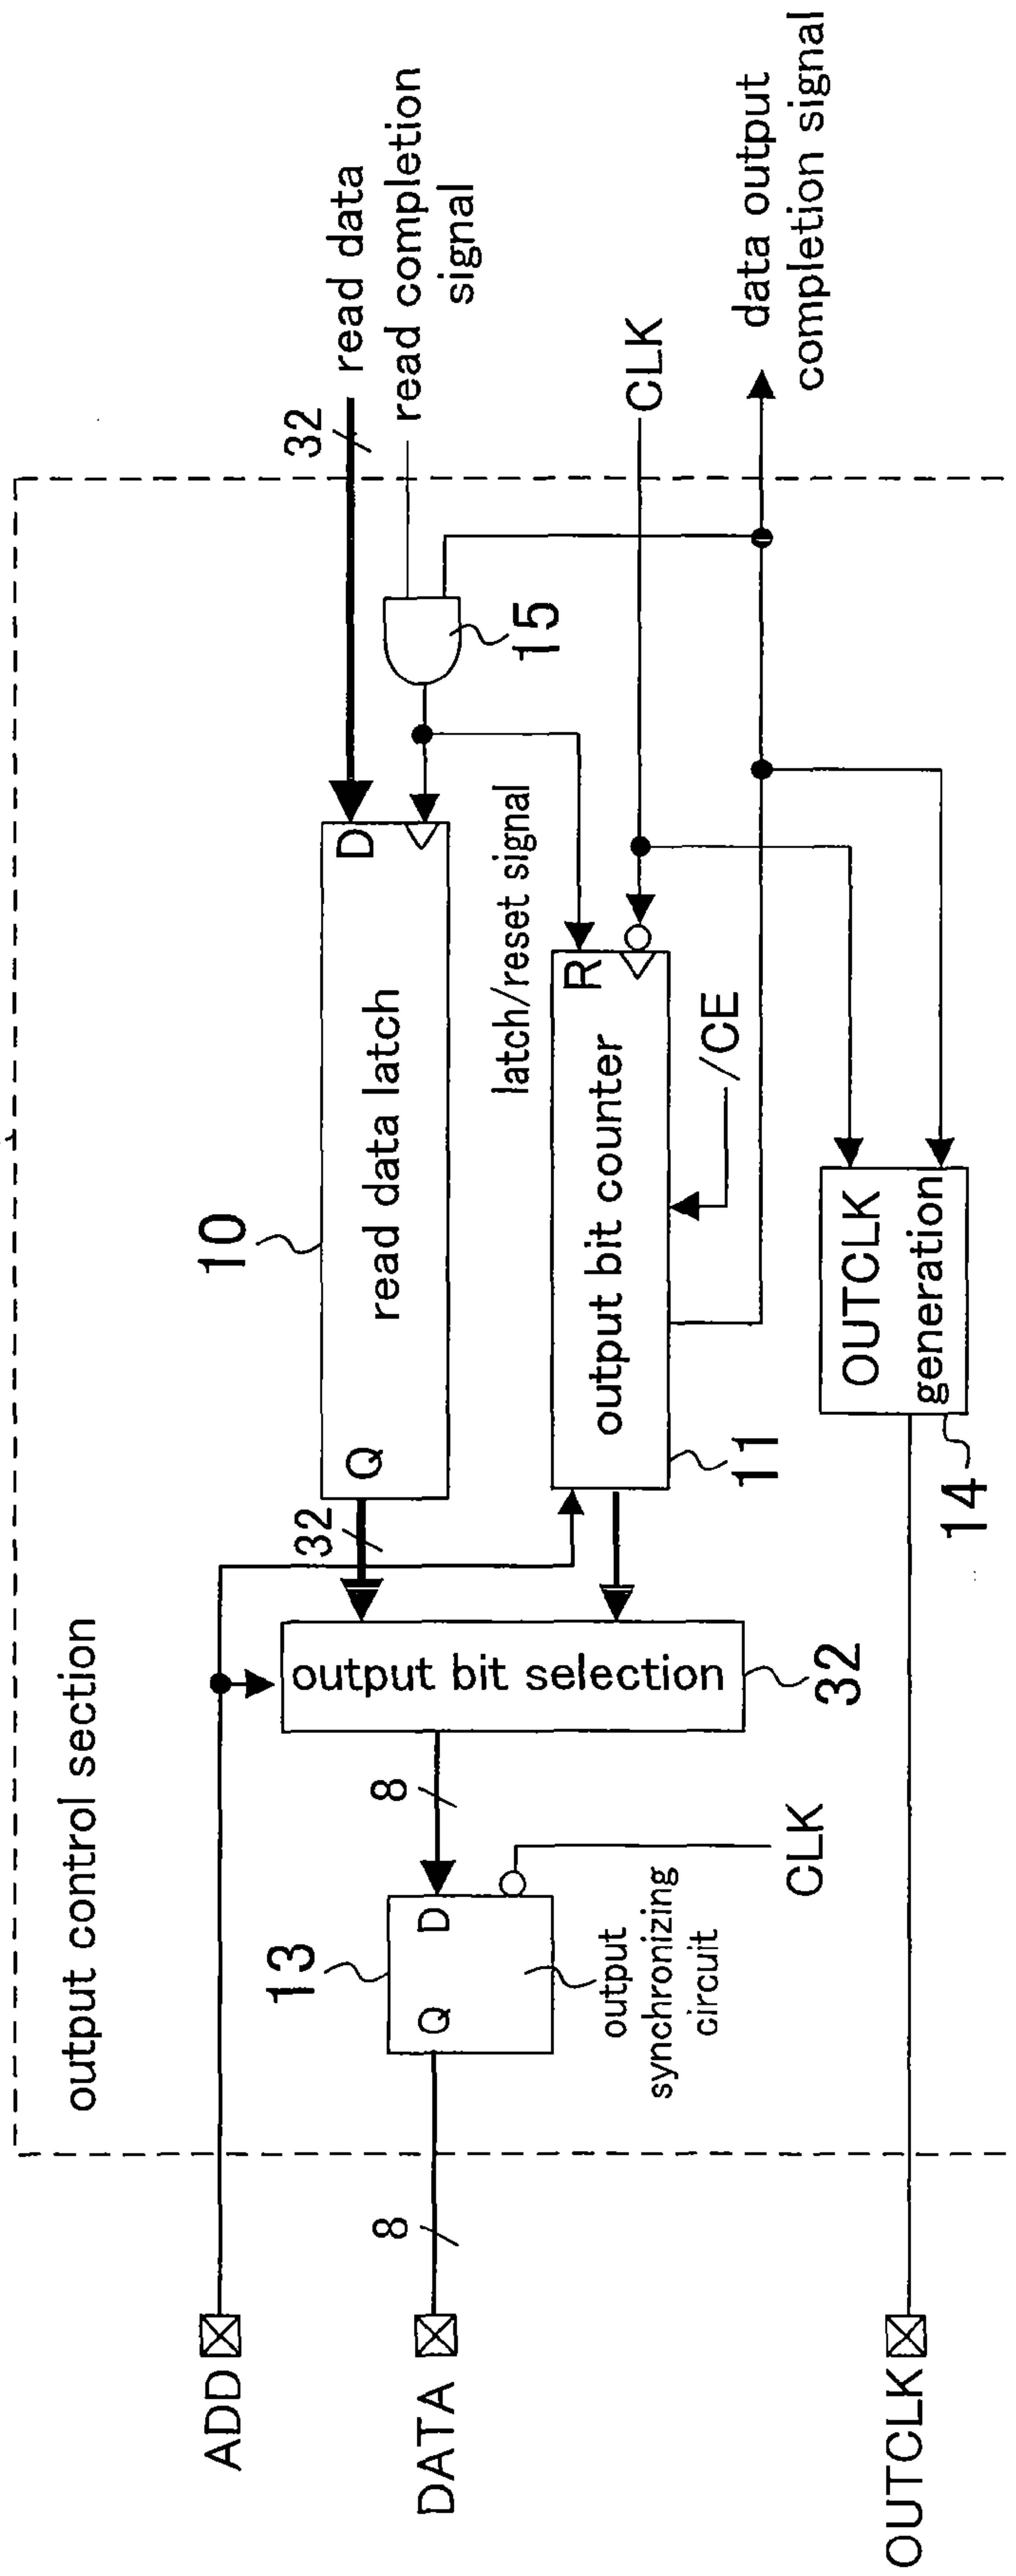 output control section
ADD
DATA
OUTCLK
8
13
Q
D
output
synchronizing
circuit
CLK
8
output bit selection
32
32
10
Q
read data latch
D
latch/reset signal
11
output bit counter
R
/CE
14
OUTCLK
generation
15
32
read data
read completion
signal
CLK
data output
completion signal